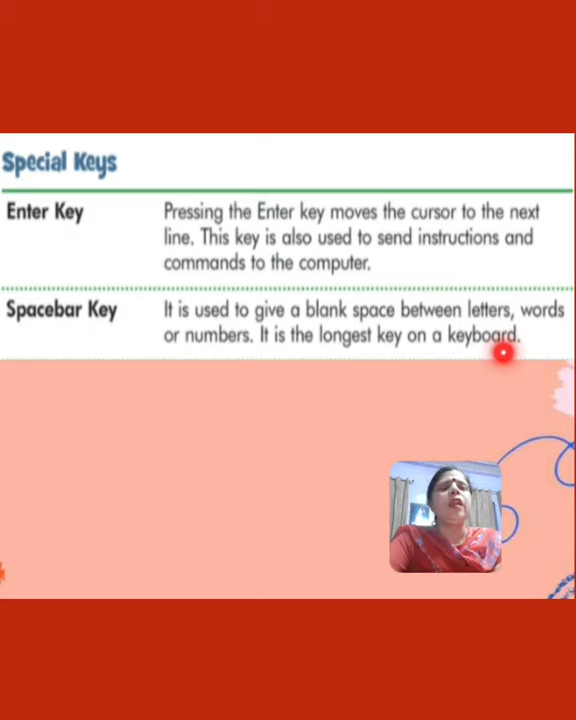 Special Keys
Enter Key
Pressing the Enter key moves the cursor to the next
line. This key is also used to send instructions and
commands to the computer.
Spacebar Key
It is used to give a blank space between letters, words
or numbers. It is the longest key on a keyboard.